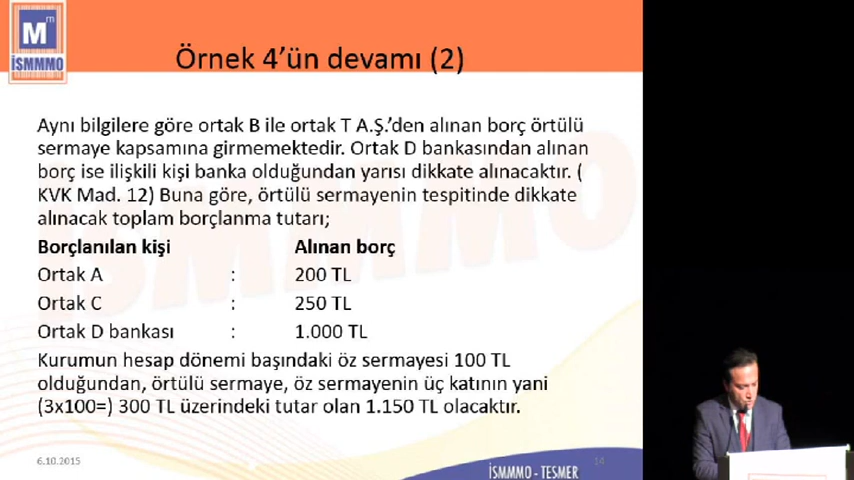 Mm
İSMMMO
Örnek 4’ün devamı (2)
Aynı bilgilere göre ortak B ile ortak T A.Ş.’den alınan borç örtülü
sermaye kapsamına girmemektedir. Ortak D bankasından alınan
borç ise ilişkili kişi banka olduğundan yarısı dikkate alınacaktır. (
KVK Mad. 12) Buna göre, örtülü sermayenin tespitinde dikkate
alınacak toplam borçlanma tutarı;
Borçlanılan kişi Alınan borç
Ortak A : 200 TL
Ortak C : 250 TL
Ortak D bankası : 1.000 TL
Kurumun hesap dönemi başındaki öz sermayesi 100 TL
olduğundan, örtülü sermaye, öz sermayenin üç katının yani
(3x100=) 300 TL üzerindeki tutar olan 1.150 TL olacaktır.
6.10.2015
14
İSMMMO - TESMER